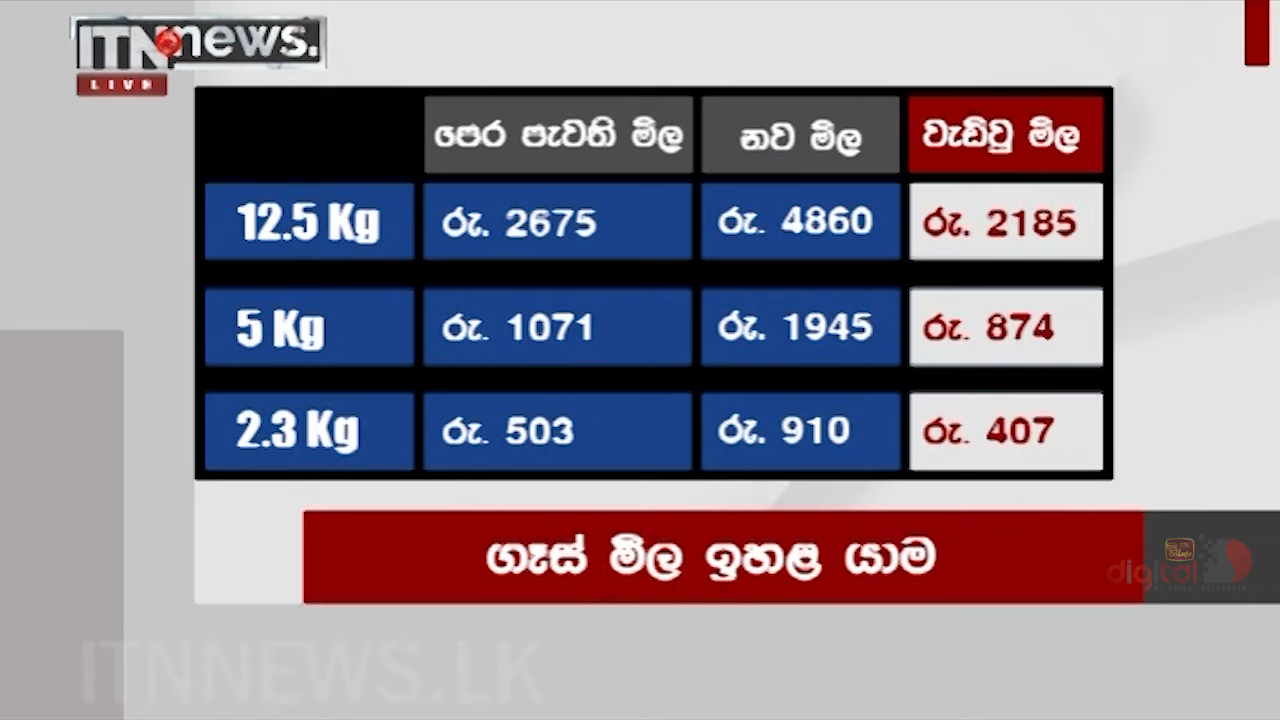 ITN news.
LIVE
පෙර පැවති මිල නව මිල වැඩිවූ මිල
12.5 Kg රු. 2675 රු. 4860 රු. 2185
5 Kg රු. 1071 රු. 1945 රු. 874
2.3 Kg රු. 503 රු. 910 රු. 407
ගෑස් මිල ඉහළ යාම
digital
ITNNEWS.LK